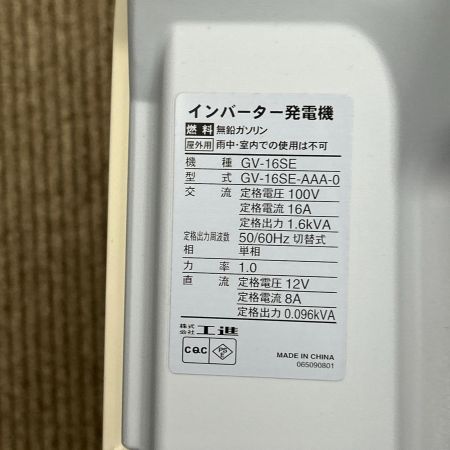 インバーター発電機
燃料 無鉛ガソリン
屋外用 雨中・室内での使用は不可
機種 GV-16SE
型式 GV-16SE-AAA-0
交流 定格電圧 100V
定格電流 16A
定格出力 1.6kVA
定格出力周波数 50/60Hz 切替式
相 単相
力率 1.0
直流 定格電圧 12V
定格電流 8A
定格出力 0.096kVA
株式会社 工進
MADE IN CHINA
065090801